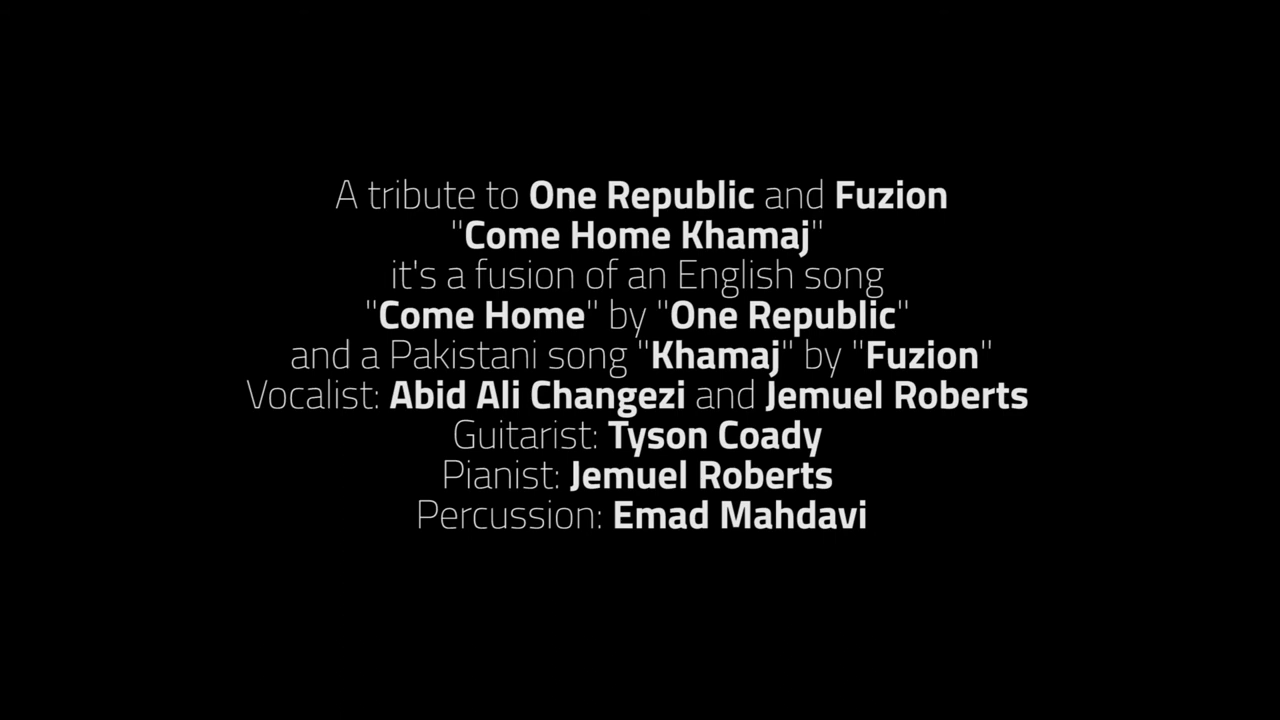 A tribute to One Republic and Fuzion
"Come Home Khamaj"
it's a fusion of an English song
"Come Home" by "One Republic"
and a Pakistani song "Khamaj" by "Fuzion"
Vocalist: Abid Ali Changezi and Jemuel Roberts
Guitarist: Tyson Coady
Pianist: Jemuel Roberts
Percussion: Emad Mahdavi